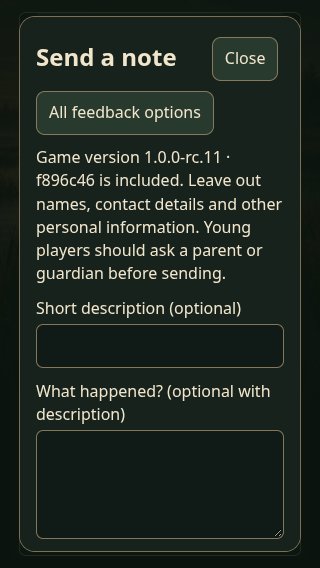 Send a note
Close
All feedback options
Game version 1.0.0-rc.11 ·
f896c46 is included. Leave out
names, contact details and other
personal information. Young
players should ask a parent or
guardian before sending.
Short description (optional)
What happened? (optional with
description)